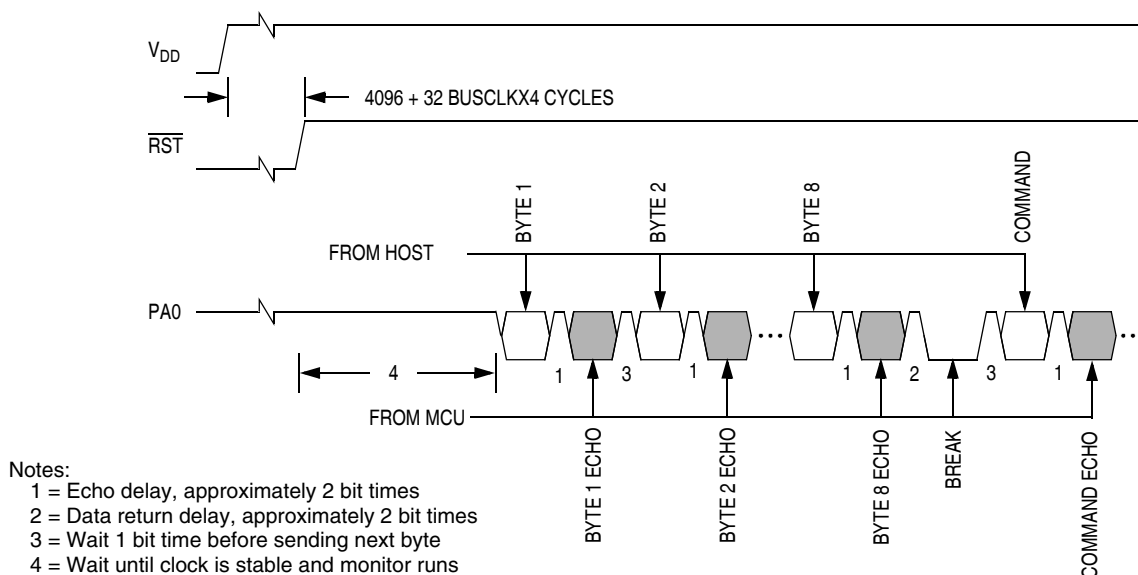 VDD
4096 + 32 BUSCLKX4 CYCLES
RST
BYTE 1
BYTE 2
BYTE 8
COMMAND
FROM HOST
PA0
...
...
1
3
1
1
2
3
1
4
FROM MCU
BYTE 1 ECHO
BYTE 2 ECHO
BYTE 8 ECHO
BREAK
COMMAND ECHO
Notes:
1 = Echo delay, approximately 2 bit times
2 = Data return delay, approximately 2 bit times
3 = Wait 1 bit time before sending next byte
4 = Wait until clock is stable and monitor runs